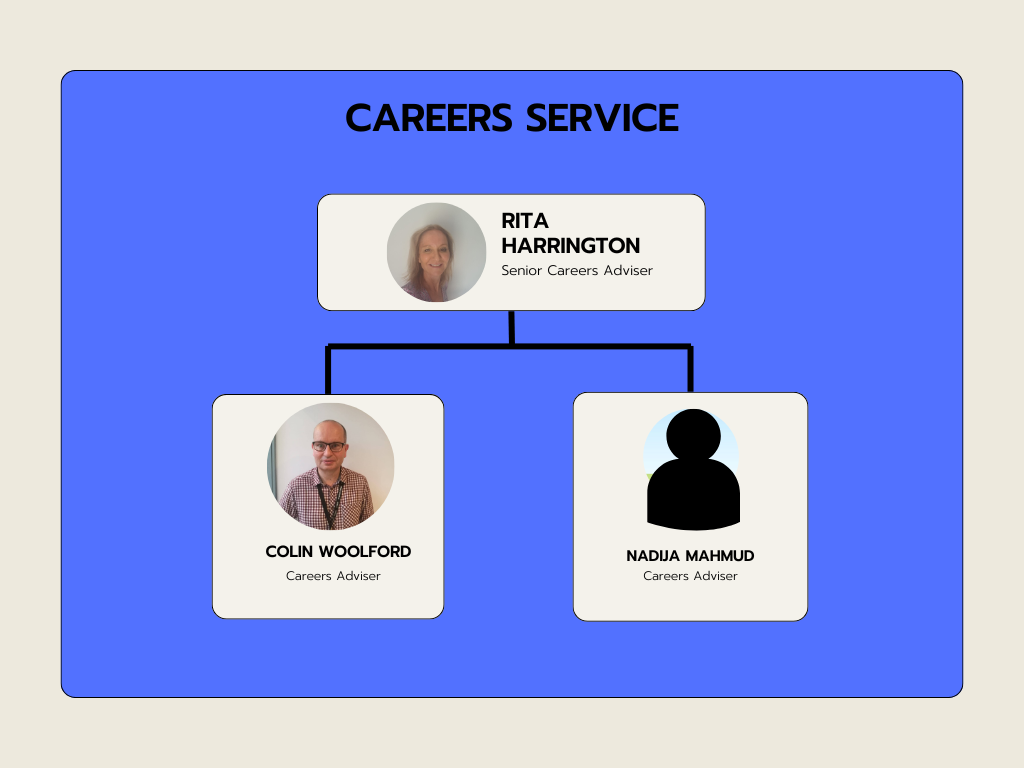 CAREERS SERVICE
RITA
HARRINGTON
Senior Careers Adviser
COLIN WOOLFORD
Careers Adviser
NADIJA MAHMUD
Careers Adviser